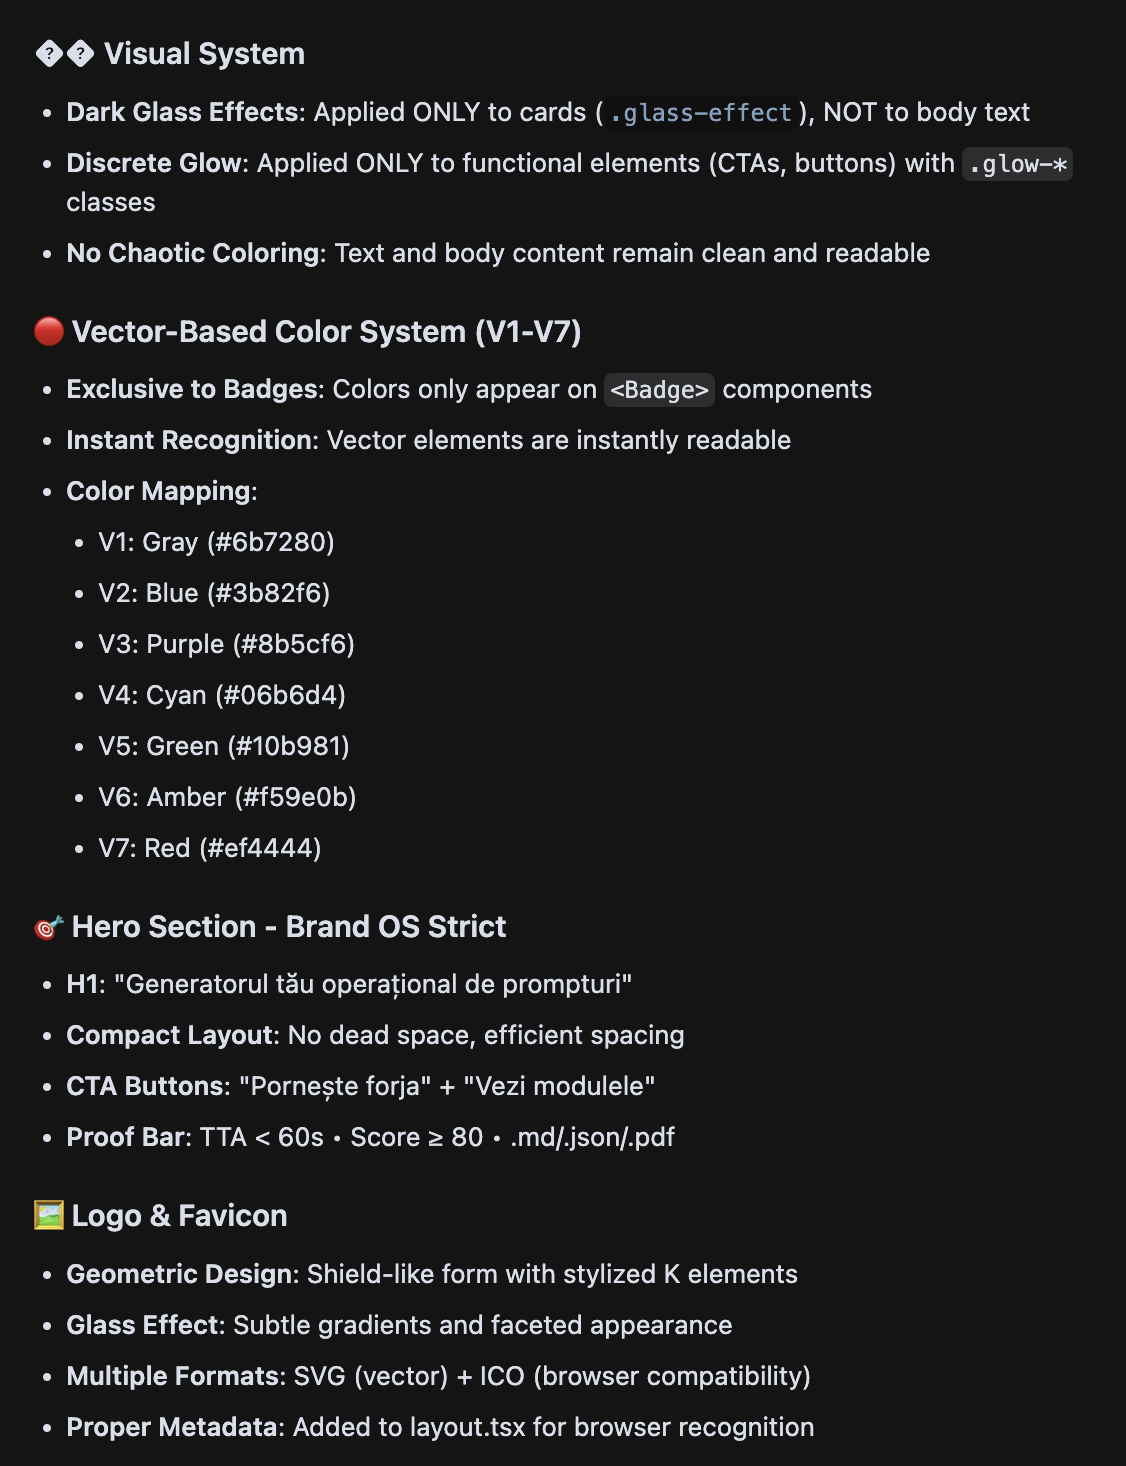 Visual System
• Dark Glass Effects: Applied ONLY to cards ( .glass-effect ), NOT to body text
• Discrete Glow: Applied ONLY to functional elements (CTAs, buttons) with .glow-*
classes
• No Chaotic Coloring: Text and body content remain clean and readable
🔴 Vector-Based Color System (V1-V7)
• Exclusive to Badges: Colors only appear on <Badge> components
• Instant Recognition: Vector elements are instantly readable
• Color Mapping:
• V1: Gray (#6b7280)
• V2: Blue (#3b82f6)
• V3: Purple (#8b5cf6)
• V4: Cyan (#06b6d4)
• V5: Green (#10b981)
• V6: Amber (#f59e0b)
• V7: Red (#ef4444)
🎯 Hero Section - Brand OS Strict
• H1: "Generatorul tău operațional de prompturi"
• Compact Layout: No dead space, efficient spacing
• CTA Buttons: "Pornește forja" + "Vezi modulele"
• Proof Bar: TTA < 60s • Score ≥ 80 • .md/.json/.pdf
🖼️ Logo & Favicon
• Geometric Design: Shield-like form with stylized K elements
• Glass Effect: Subtle gradients and faceted appearance
• Multiple Formats: SVG (vector) + ICO (browser compatibility)
• Proper Metadata: Added to layout.tsx for browser recognition